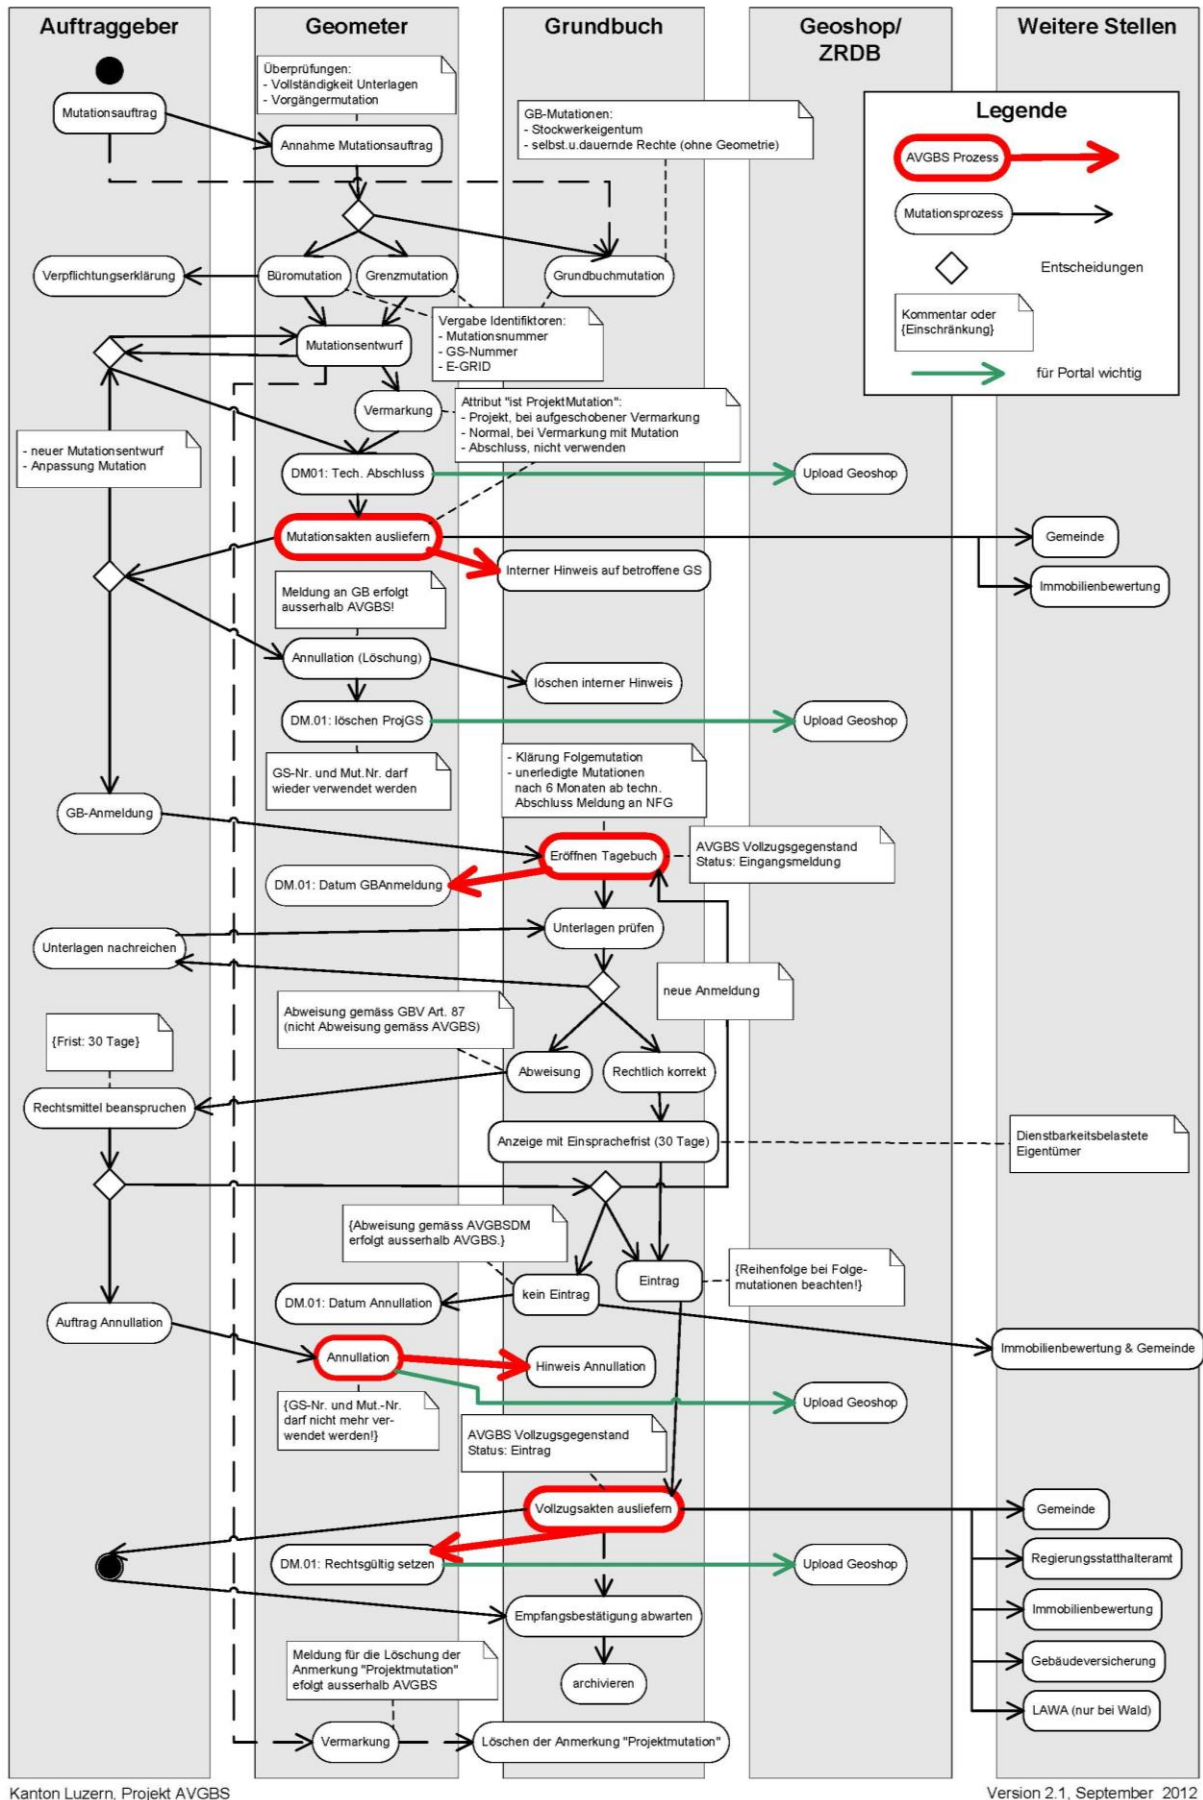 Auftraggeber
Geometer
Grundbuch
Geoshop/
ZRDB
Weitere Stellen
Überprüfungen:
- Vollständigkeit Unterlagen
- Vorgängermutation
Mutationsauftrag
Annahme Mutationsauftrag
GB-Mutationen:
- Stockwerkeigentum
- selbst.u.dauernde Rechte (ohne Geometrie)
Legende
AVGBS Prozess
Mutationsprozess
Entscheidungen
Kommentar oder
{Einschränkung}
für Portal wichtig
Verpflichtungserklärung
Büromutation
Grenzmutation
Grundbuchmutation
Mutationsentwurf
Vergabe Identifiktoren:
- Mutationsnummer
- GS-Nummer
- E-GRID
Vermarkung
Attribut "ist ProjektMutation":
- Projekt, bei aufgeschobener Vermarkung
- Normal, bei Vermarkung mit Mutation
- Abschluss, nicht verwenden
- neuer Mutationsentwurf
- Anpassung Mutation
DM01: Tech. Abschluss
Upload Geoshop
Mutationsakten ausliefern
Gemeinde
Interner Hinweis auf betroffene GS
Immobilienbewertung
Meldung an GB erfolgt
ausserhalb AVGBS!
Annullation (Löschung)
löschen interner Hinweis
DM.01: löschen ProjGS
Upload Geoshop
GS-Nr. und Mut.Nr. darf
wieder verwendet werden
- Klärung Folgemutation
- unerledigte Mutationen
nach 6 Monaten ab techn.
Abschluss Meldung an NFG
GB-Anmeldung
Eröffnen Tagebuch
AVGBS Vollzugsgegenstand
Status: Eingangsmeldung
DM.01: Datum GBAnmeldung
Unterlagen prüfen
Unterlagen nachreichen
neue Anmeldung
Abweisung gemäss GBV Art. 87
(nicht Abweisung gemäss AVGBS)
{Frist: 30 Tage}
Abweisung
Rechtlich korrekt
Rechtsmittel beanspruchen
Anzeige mit Einsprachefrist (30 Tage)
Dienstbarkeitsbelastete
Eigentümer
{Abweisung gemäss AVGBSDM
erfolgt ausserhalb AVGBS.}
Eintrag
{Reihenfolge bei Folge-
mutationen beachten!}
kein Eintrag
DM.01: Datum Annullation
Auftrag Annullation
Immobilienbewertung & Gemeinde
Annullation
Hinweis Annullation
{GS-Nr. und Mut.-Nr.
darf nicht mehr ver-
wendet werden!}
Upload Geoshop
AVGBS Vollzugsgegenstand
Status: Eintrag
Vollzugsakten ausliefern
Gemeinde
DM.01: Rechtsgültig setzen
Upload Geoshop
Regierungsstatthalteramt
Empfangsbestätigung abwarten
Immobilienbewertung
Meldung für die Löschung der
Anmerkung "Projektmutation"
efolgt ausserhalb AVGBS
archivieren
Gebäudeversicherung
LAWA (nur bei Wald)
Vermarkung
Löschen der Anmerkung "Projektmutation"
Kanton Luzern, Projekt AVGBS
Version 2.1, September 2012